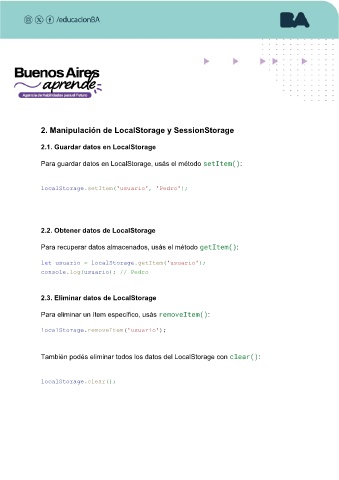 /educacionBA
BA
Buenos Aires
aprende
Agencia de Habilidades para el Futuro
2. Manipulación de LocalStorage y SessionStorage
2.1. Guardar datos en LocalStorage
Para guardar datos en LocalStorage, usás el método setItem():
localStorage.setItem('usuario', 'Pedro');
2.2. Obtener datos de LocalStorage
Para recuperar datos almacenados, usás el método getItem():
let usuario = localStorage.getItem('usuario');
console.log(usuario); // Pedro
2.3. Eliminar datos de LocalStorage
Para eliminar un ítem específico, usás removeItem():
localStorage.removeItem('usuario');
También podés eliminar todos los datos del LocalStorage con clear():
localStorage.clear();